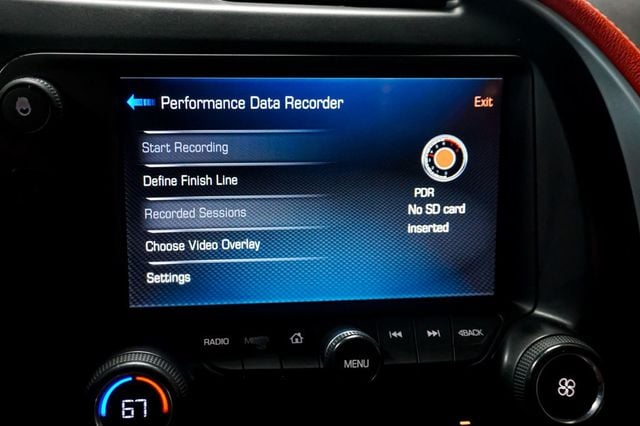 Performance Data Recorder
Exit
Start Recording
Define Finish Line
Recorded Sessions
Choose Video Overlay
Settings
PDR
No SD card
inserted
RADIO
MENU
BACK
67